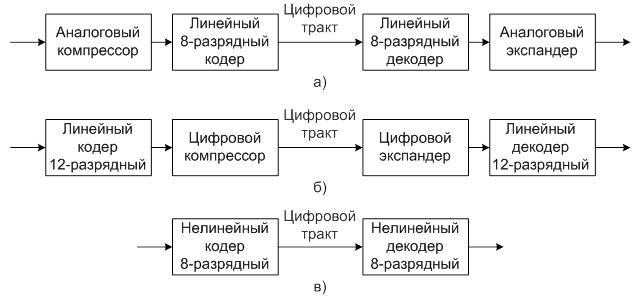 Аналоговый
компрессор
Линейный
8-разрядный
кодер
Цифровой
тракт
Линейный
8-разрядный
декодер
Аналоговый
экспандер
а)
Линейный
кодер
12-разрядный
Цифровой
компрессор
Цифровой
тракт
Цифровой
экспандер
Линейный
декодер
12-разрядный
б)
Нелинейный
кодер
8-разрядный
Цифровой
тракт
Нелинейный
декодер
8-разрядный
в)